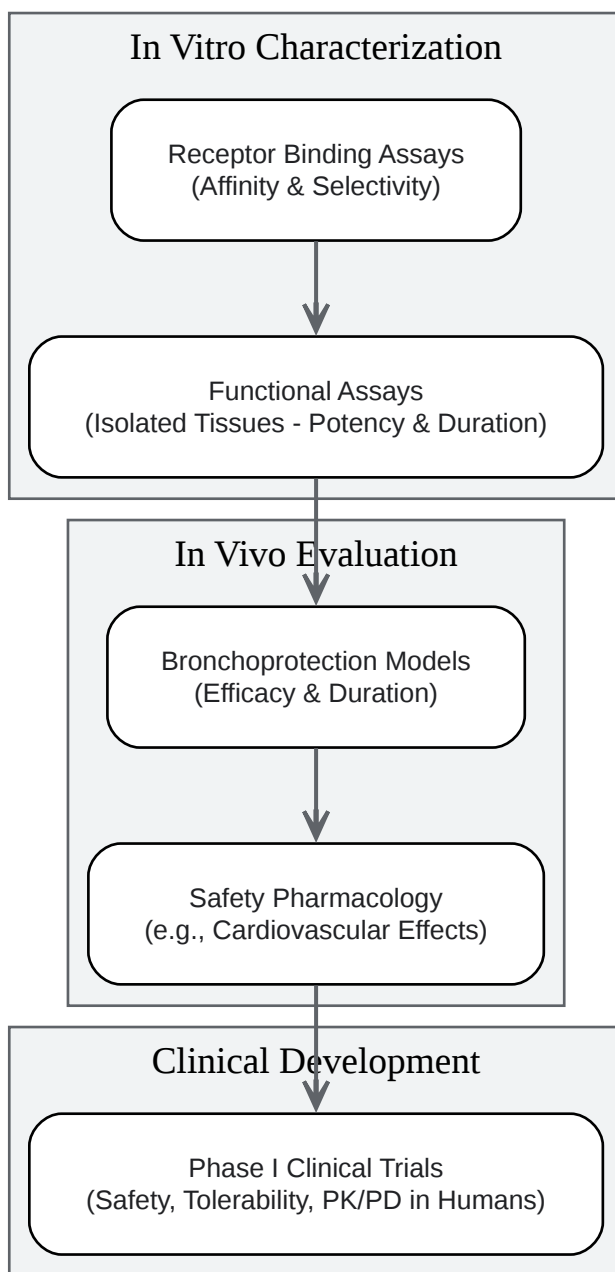 In Vitro Characterization
Receptor Binding Assays
(Affinity & Selectivity)
Functional Assays
(Isolated Tissues - Potency & Duration)
In Vivo Evaluation
Bronchoprotection Models
(Efficacy & Duration)
Safety Pharmacology
(e.g., Cardiovascular Effects)
Clinical Development
Phase I Clinical Trials
(Safety, Tolerability, PK/PD in Humans)